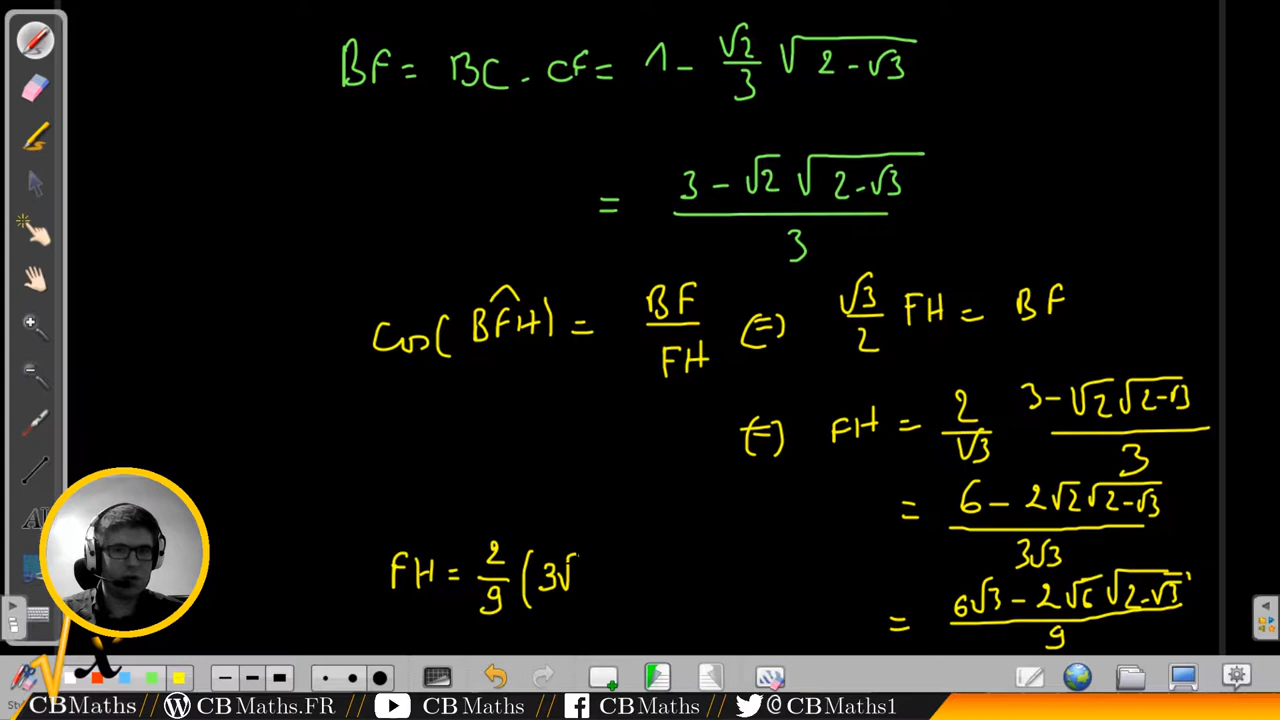 BF = BC - CF = 1 - √2/3 √(2-√3)
= (3 - √2 √(2-√3))/3
cos(BFH) = BF/FH (=) √3/2 FH = BF
(=) FH = 2/√3 (3-√2√(2-√3))/3
= (6 - 2√2√(2-√3))/(3√3)
FH = 2/9 (3√
= (6√3 - 2√6 √(2-√3))/9
CBMaths CBMaths.FR CBMaths CBMaths @CBMaths1